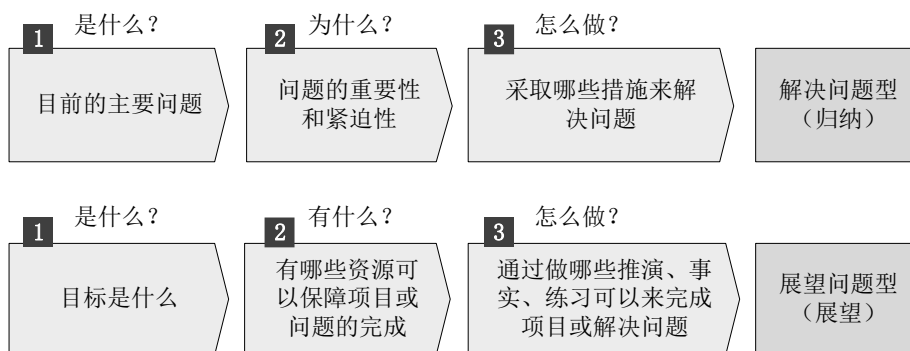 1 是什么？
2 为什么？
3 怎么做？
目前的主要问题
问题的重要性
和紧迫性
采取哪些措施来解
决问题
解决问题型
（归纳）
1 是什么？
2 有什么？
3 怎么做？
目标是什么
有哪些资源可
以保障项目或
问题的完成
通过做哪些推演、事
实、练习可以来完成
项目或解决问题
展望问题型
（展望）